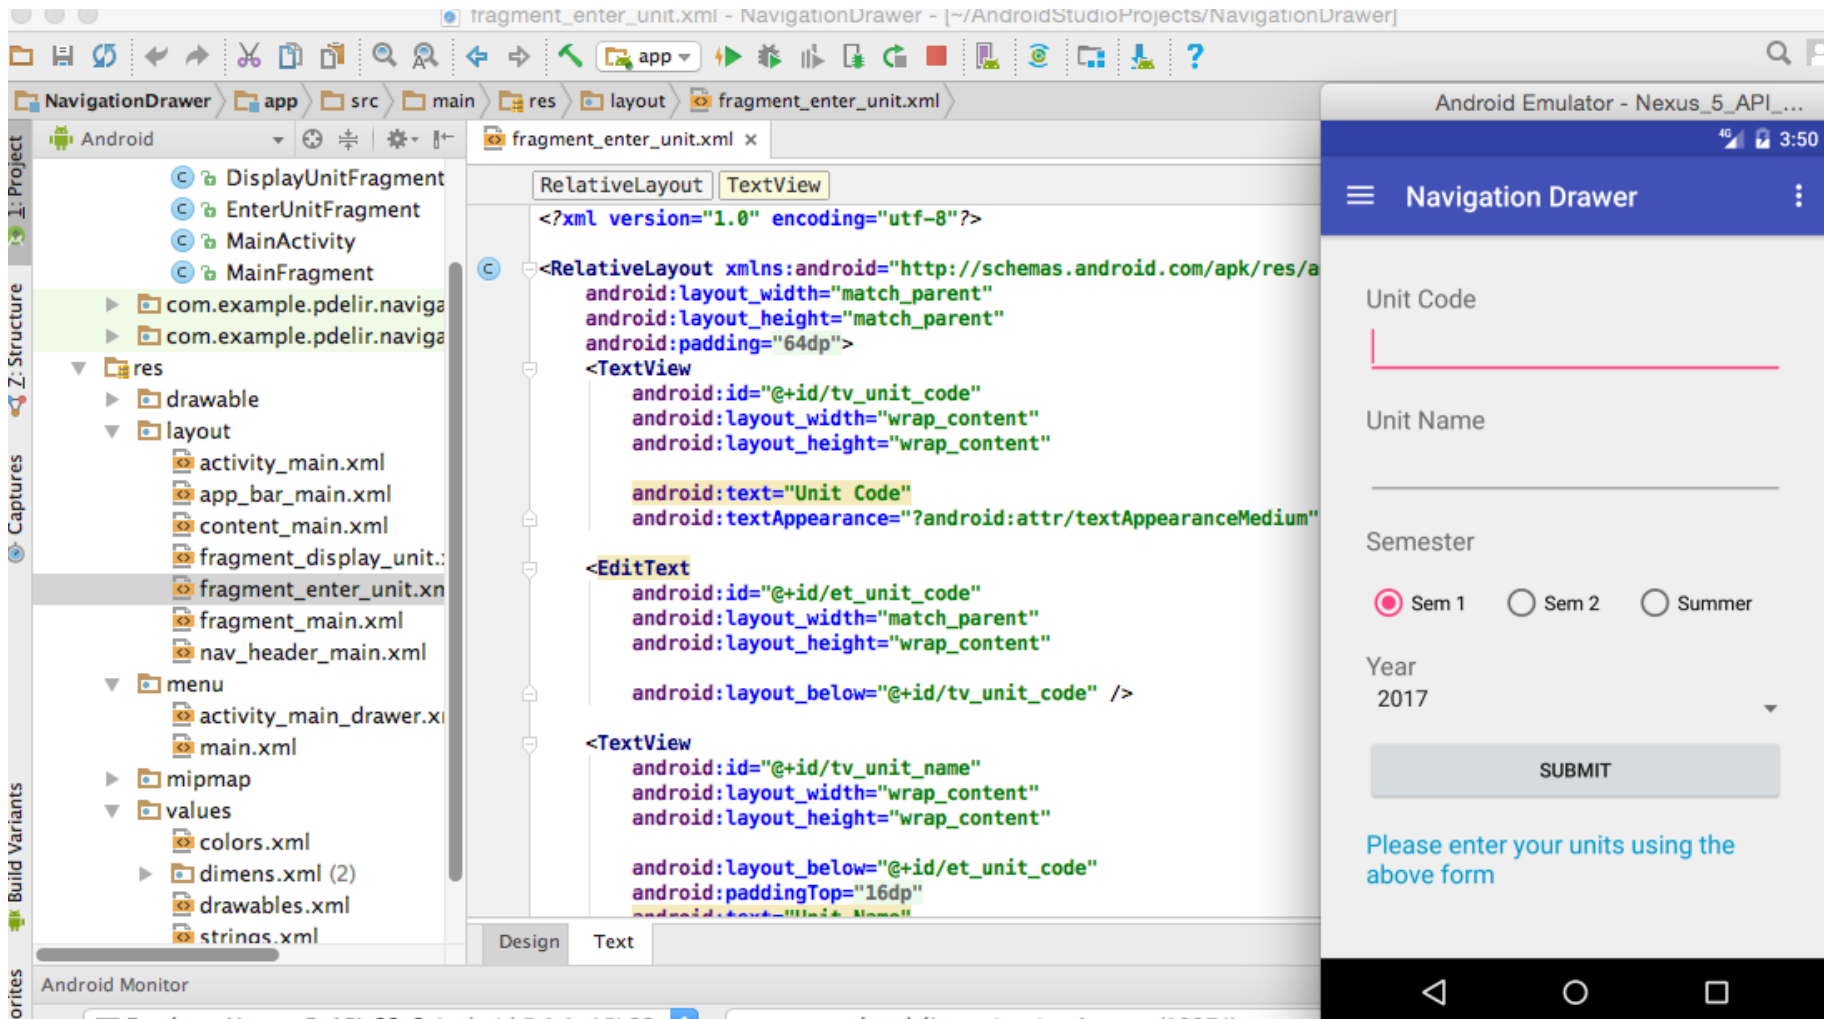 fragment_enter_unit.xml - NavigationDrawer - [~/AndroidStudioProjects/NavigationDrawer]
app
NavigationDrawer app src main res layout fragment_enter_unit.xml
1: Project
Z: Structure
Captures
Build Variants
Android
DisplayUnitFragment
EnterUnitFragment
MainActivity
MainFragment
com.example.pdelir.naviga
com.example.pdelir.naviga
res
drawable
layout
activity_main.xml
app_bar_main.xml
content_main.xml
fragment_display_unit.
fragment_enter_unit.xm
fragment_main.xml
nav_header_main.xml
menu
activity_main_drawer.x
main.xml
mipmap
values
colors.xml
dimens.xml (2)
drawables.xml
strings.xml
fragment_enter_unit.xml
RelativeLayout TextView
<?xml version="1.0" encoding="utf-8"?>
<RelativeLayout xmlns:android="http://schemas.android.com/apk/res/a
android:layout_width="match_parent"
android:layout_height="match_parent"
android:padding="64dp">
<TextView
android:id="@+id/tv_unit_code"
android:layout_width="wrap_content"
android:layout_height="wrap_content"
android:text="Unit Code"
android:textAppearance="?android:attr/textAppearanceMedium"
<EditText
android:id="@+id/et_unit_code"
android:layout_width="match_parent"
android:layout_height="wrap_content"
android:layout_below="@+id/tv_unit_code" />
<TextView
android:id="@+id/tv_unit_name"
android:layout_width="wrap_content"
android:layout_height="wrap_content"
android:layout_below="@+id/et_unit_code"
android:paddingTop="16dp"
android:text="Unit Name"
Design Text
Android Monitor
Android Emulator - Nexus_5_API_...
4G 3:50
Navigation Drawer
Unit Code
Unit Name
Semester
Sem 1 Sem 2 Summer
Year
2017
SUBMIT
Please enter your units using the
above form